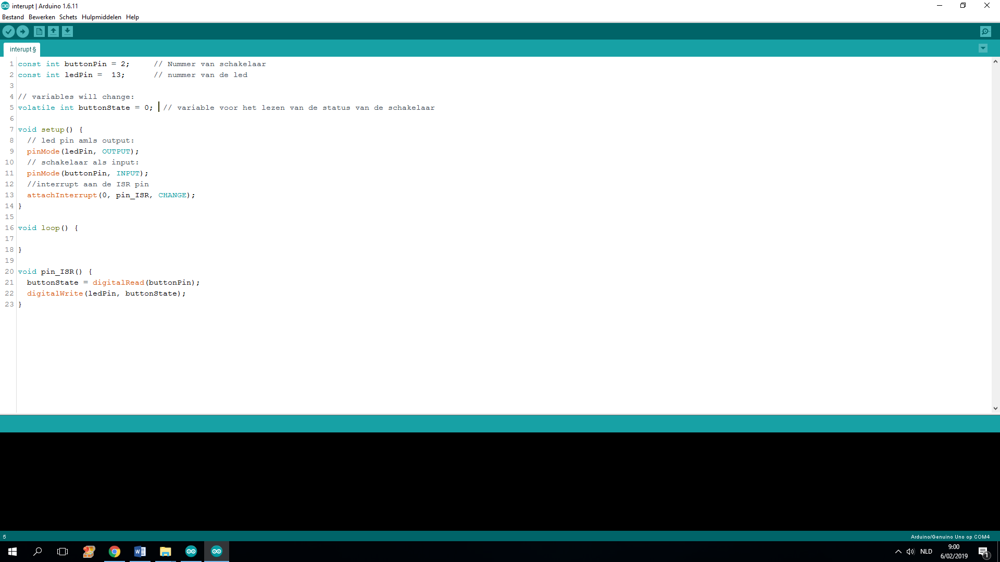 interupt | Arduino 1.6.11
Bestand Bewerken Schets Hulpmiddelen Help
interupt §
1 const int buttonPin = 2;     // Nummer van schakelaar
2 const int ledPin =  13;      // nummer van de led
3
4 // variables will change:
5 volatile int buttonState = 0;  // variable voor het lezen van de status van de schakelaar
6
7 void setup() {
8   // led pin amls output:
9   pinMode(ledPin, OUTPUT);
10   // schakelaar als input:
11   pinMode(buttonPin, INPUT);
12   //interrupt aan de ISR pin
13   attachInterrupt(0, pin_ISR, CHANGE);
14 }
15
16 void loop() {
17
18 }
19
20 void pin_ISR() {
21   buttonState = digitalRead(buttonPin);
22   digitalWrite(ledPin, buttonState);
23 }
5
Arduino/Genuino Uno op COM4
NLD
9:00
6/02/2019
1